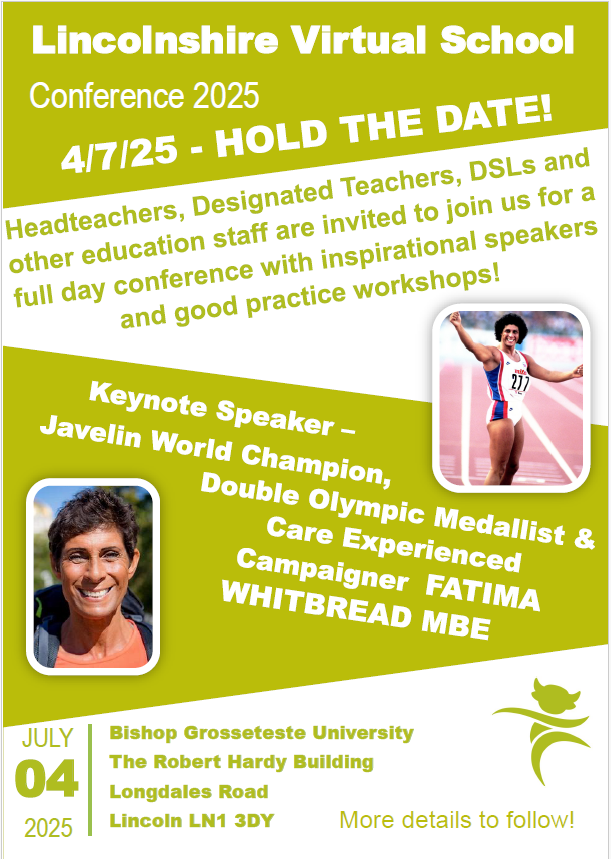 Lincolnshire Virtual School
Conference 2025
4/7/25 - HOLD THE DATE!
Headteachers, Designated Teachers, DSLs and
other education staff are invited to join us for a
full day conference with inspirational speakers
and good practice workshops!
277
Keynote Speaker –
Javelin World Champion,
Double Olympic Medallist &
Care Experienced
Campaigner FATIMA
WHITBREAD MBE
JULY
04
2025
Bishop Grosseteste University
The Robert Hardy Building
Longdales Road
Lincoln LN1 3DY
More details to follow!